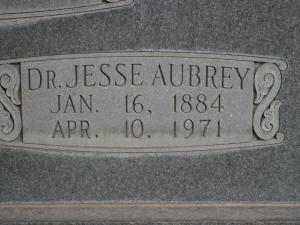 DR. JESSE AUBREY
JAN. 16, 1884
APR. 10, 1971